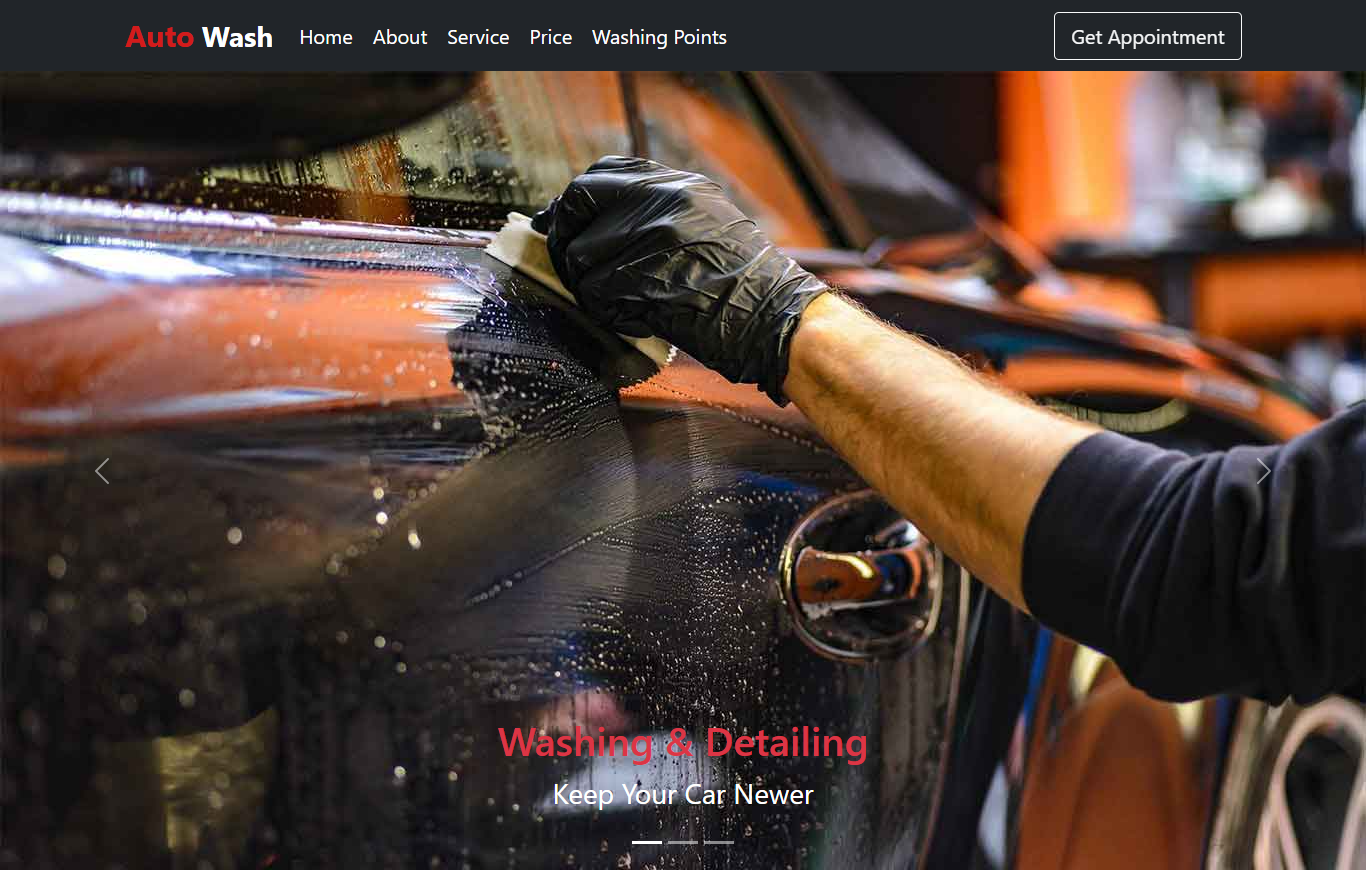 Auto Wash Home About Service Price Washing Points Get Appointment
Washing & Detailing
Keep Your Car Newer